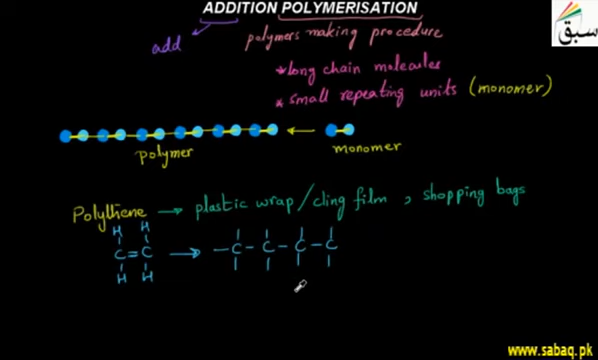 ADDITION POLYMERISATION
سبق
add
polymers making procedure
* long chain molecules
* small repeating units (monomer)
polymer
monomer
Polythene → plastic wrap / cling film , shopping bags
H H
C = C → – C – C – C – C
H H
www.sabaq.pk